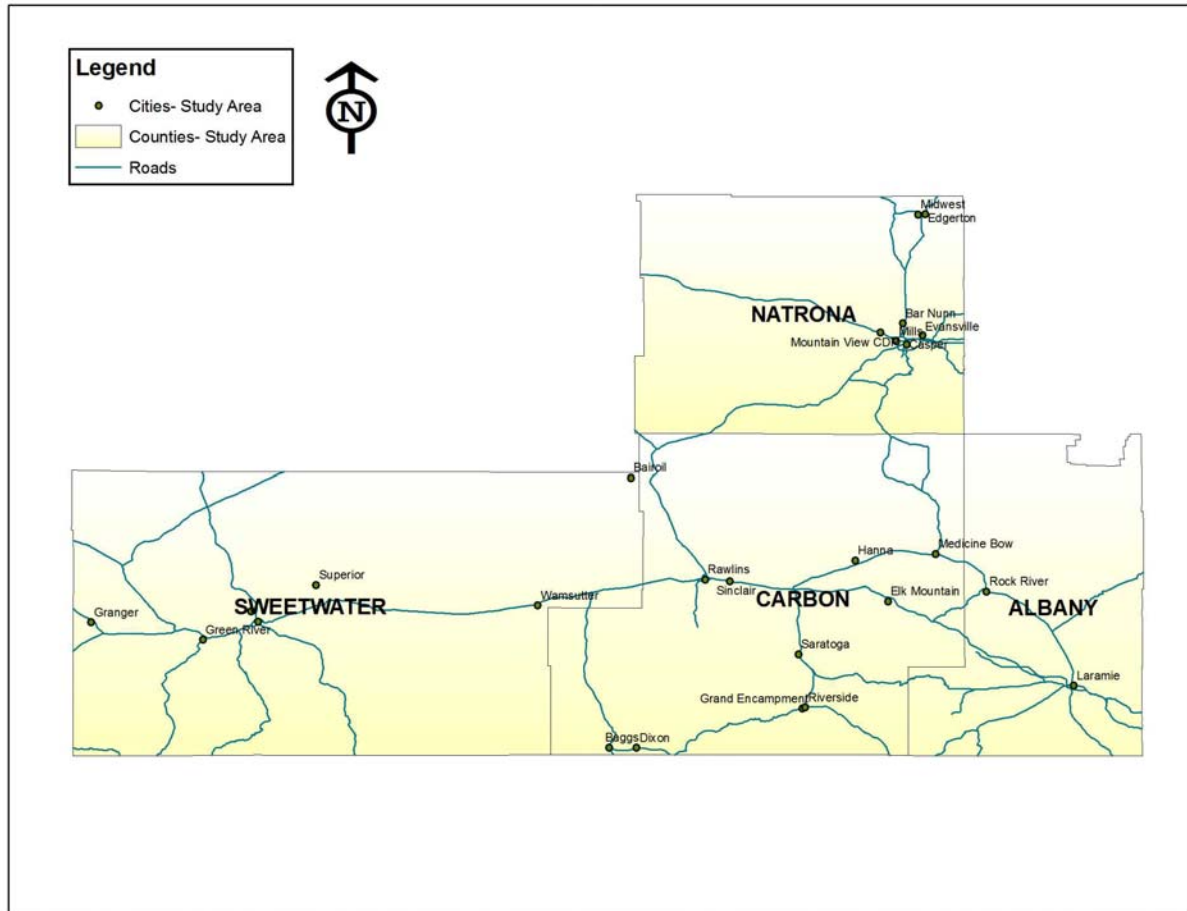 Legend
Cities- Study Area
Counties- Study Area
Roads
N
Midwest
Edgerton
NATRONA
Bar Nunn
Evansville
Mills
Mountain View CDP
Casper
Bairoil
Medicine Bow
Hanna
Rawlins
Sinclair
Superior
Rock River
Elk Mountain
CARBON
ALBANY
Wamsutter
SWEETWATER
Granger
Green River
Saratoga
Laramie
Grand Encampment
Riverside
Baggs
Dixon